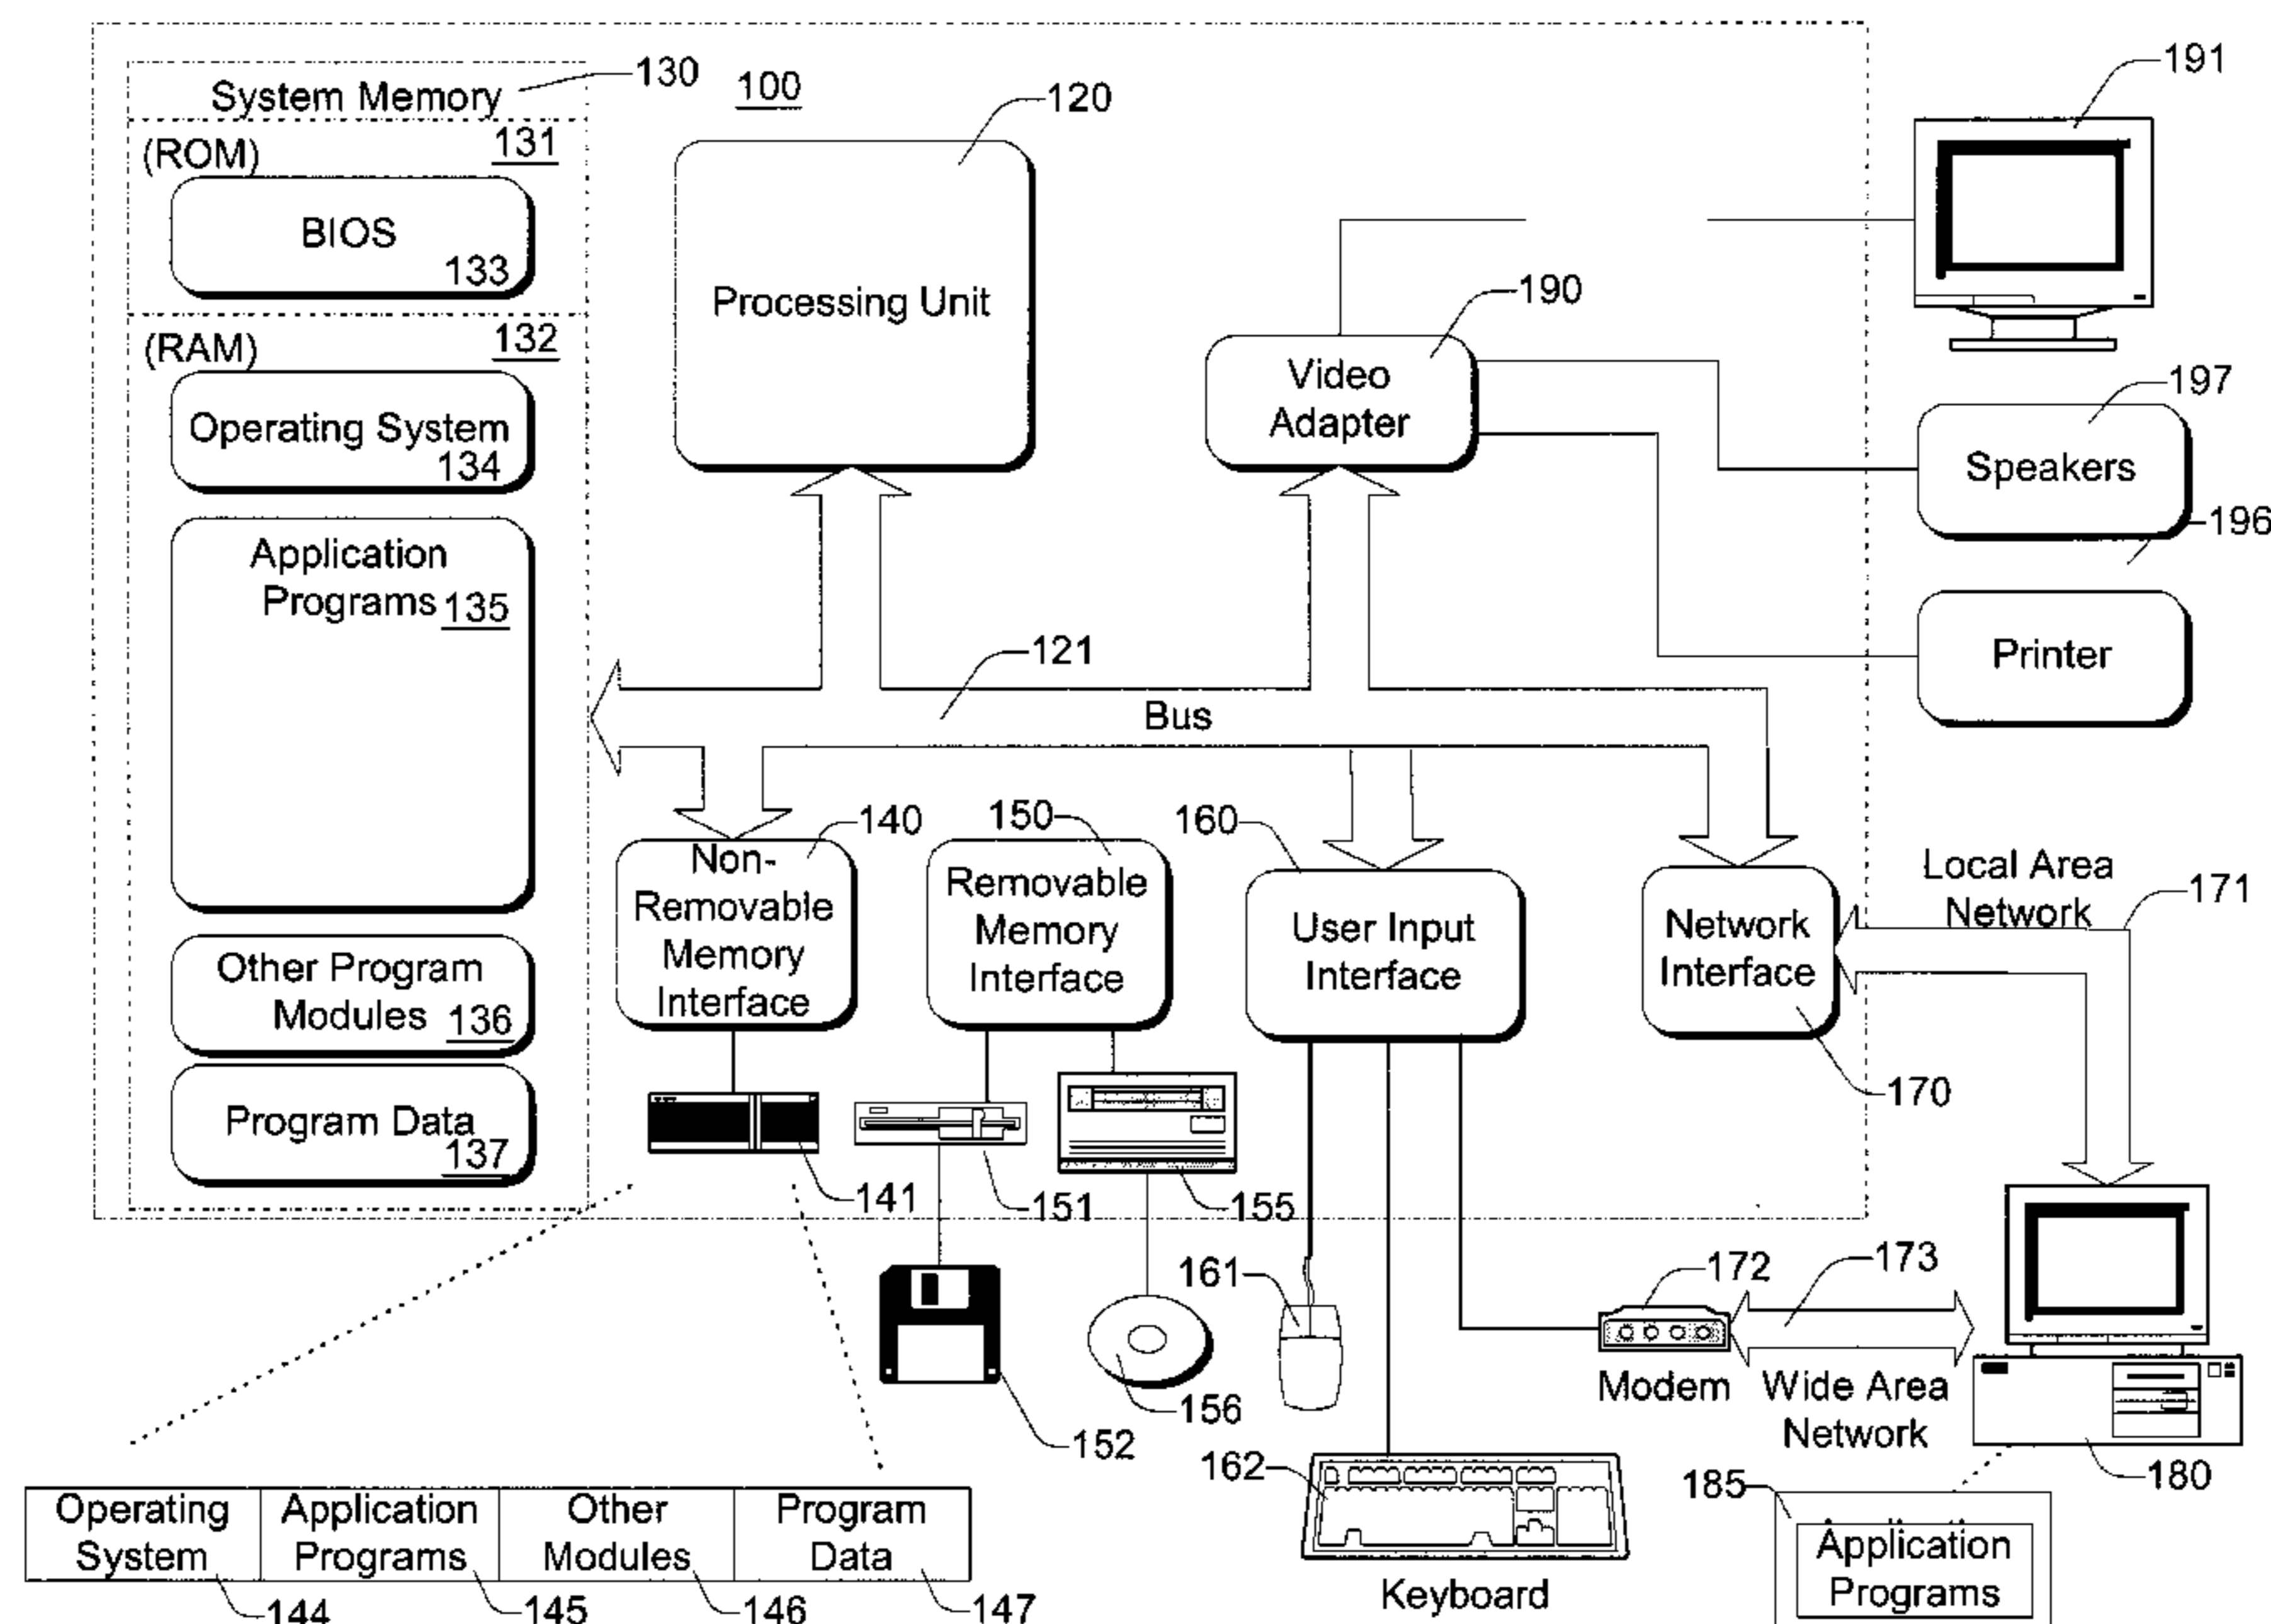 System Memory
130
100
120
191
(ROM)
131
BIOS
133
Processing Unit
190
(RAM)
132
Video
Adapter
197
Operating System
134
Speakers
196
Application
Programs 135
Printer
121
Bus
140
150
160
Non-
Removable
Memory
Interface
Removable
Memory
Interface
User Input
Interface
Network
Interface
Local Area
Network
171
Other Program
Modules 136
170
Program Data
137
141
151
155
161
172
173
Modem
Wide Area
Network
152
156
162
180
185
Operating
System
Application
Programs
Other
Modules
Program
Data
Application
Programs
Keyboard
144
145
146
147